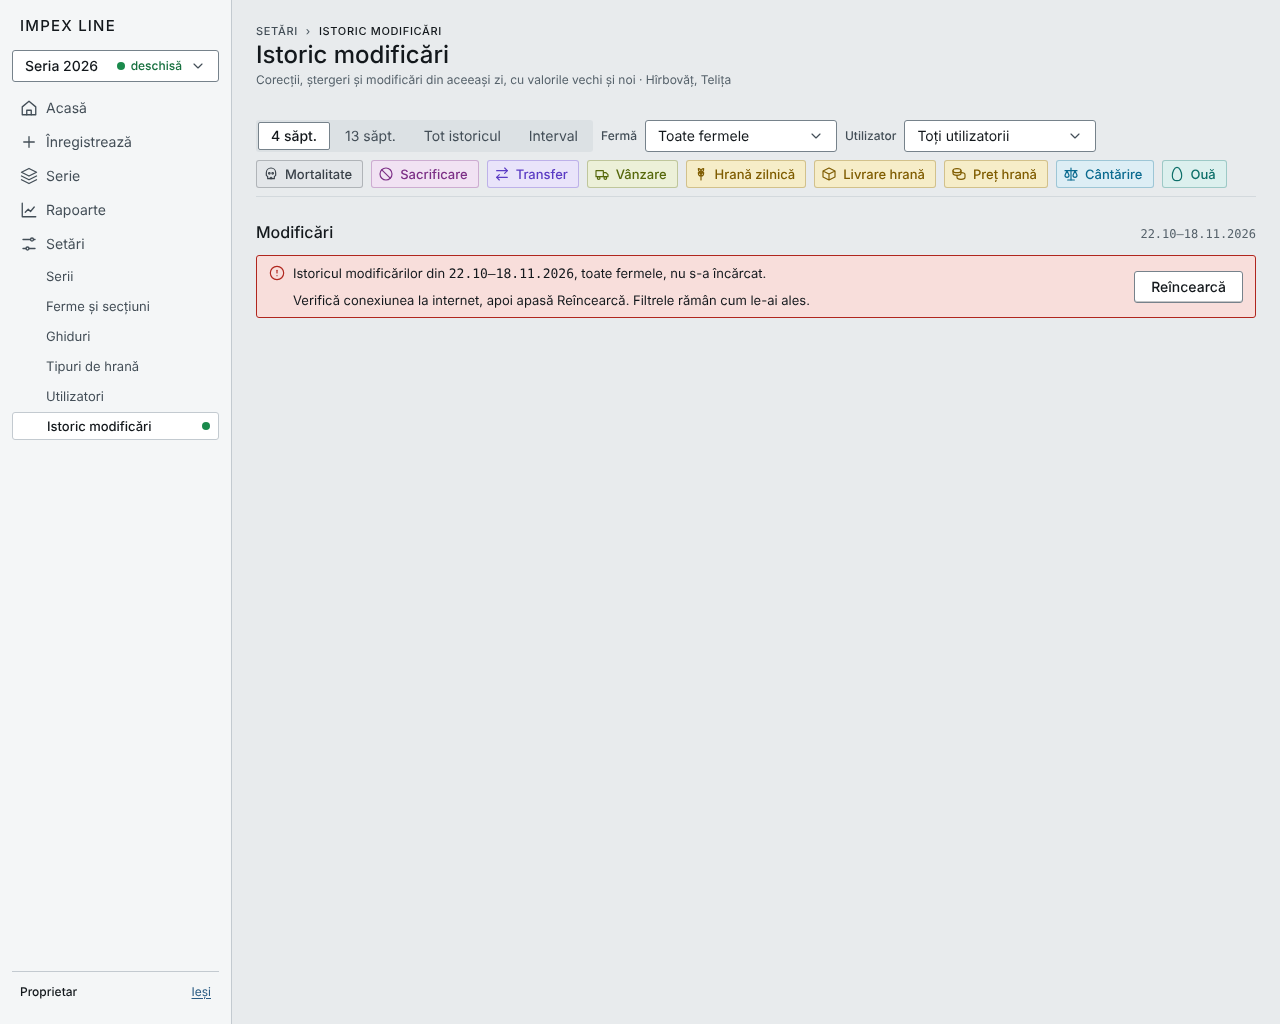 IMPEX LINE
Seria 2026 deschisă
Acasă
Înregistrează
Serie
Rapoarte
Setări
Serii
Ferme și secțiuni
Ghiduri
Tipuri de hrană
Utilizatori
Istoric modificări
Proprietar Ieși
SETĂRI › ISTORIC MODIFICĂRI
Istoric modificări
Corecții, ștergeri și modificări din aceeași zi, cu valorile vechi și noi · Hîrbovăț, Telița
4 săpt. 13 săpt. Tot istoricul Interval Fermă Toate fermele Utilizator Toți utilizatorii
Mortalitate Sacrificare Transfer Vânzare Hrană zilnică Livrare hrană Preț hrană Cântărire Ouă
Modificări 22.10–18.11.2026
Istoricul modificărilor din 22.10–18.11.2026, toate fermele, nu s-a încărcat.
Verifică conexiunea la internet, apoi apasă Reîncearcă. Filtrele rămân cum le-ai ales.
Reîncearcă